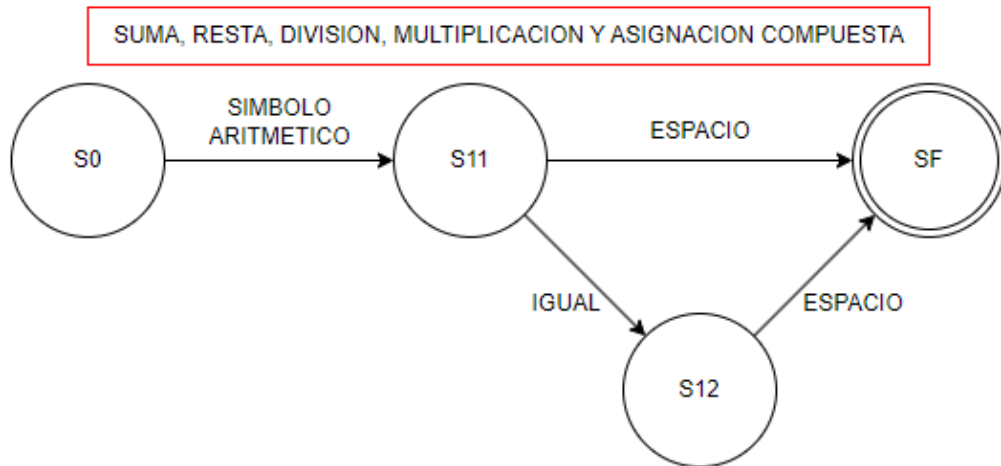 SUMA, RESTA, DIVISION, MULTIPLICACION Y ASIGNACION COMPUESTA
SIMBOLO
ARITMETICO
ESPACIO
S0
S11
SF
IGUAL
ESPACIO
S12